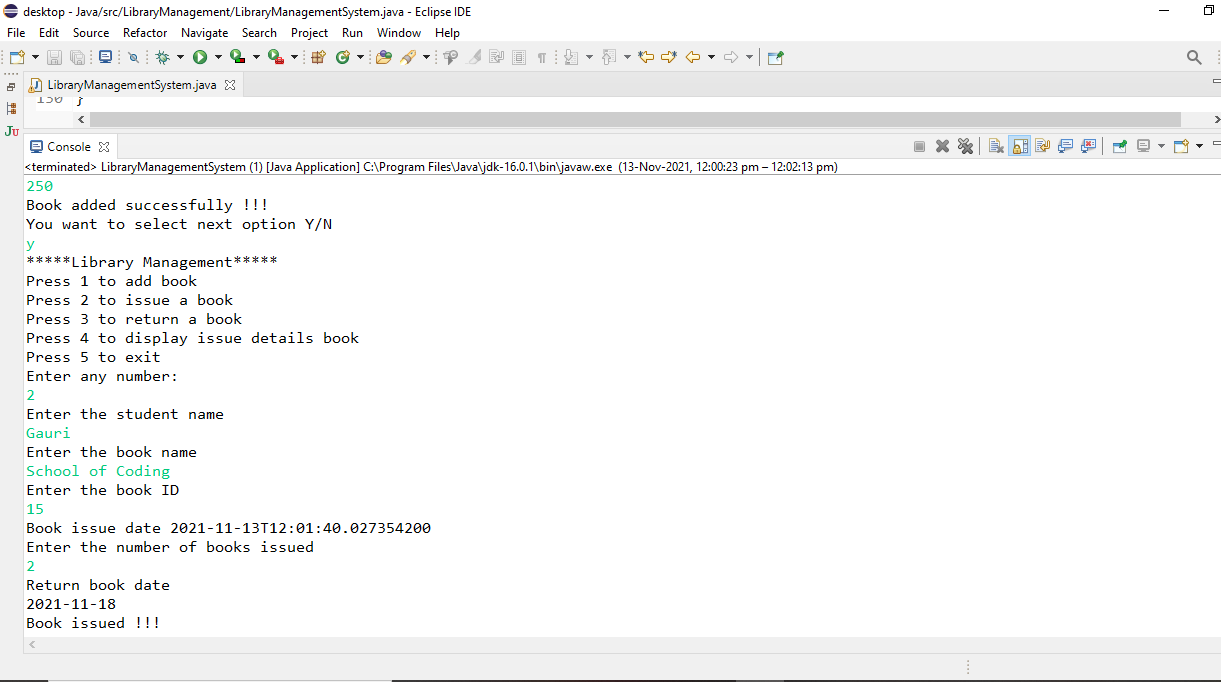 desktop - Java/src/LibraryManagement/LibraryManagementSystem.java - Eclipse IDE
File Edit Source Refactor Navigate Search Project Run Window Help
LibraryManagementSystem.java
130 }
Ju
Console
<terminated> LibraryManagementSystem (1) [Java Application] C:\Program Files\Java\jdk-16.0.1\bin\javaw.exe (13-Nov-2021, 12:00:23 pm – 12:02:13 pm)
250
Book added successfully !!!
You want to select next option Y/N
y
*****Library Management*****
Press 1 to add book
Press 2 to issue a book
Press 3 to return a book
Press 4 to display issue details book
Press 5 to exit
Enter any number:
2
Enter the student name
Gauri
Enter the book name
School of Coding
Enter the book ID
15
Book issue date 2021-11-13T12:01:40.027354200
Enter the number of books issued
2
Return book date
2021-11-18
Book issued !!!